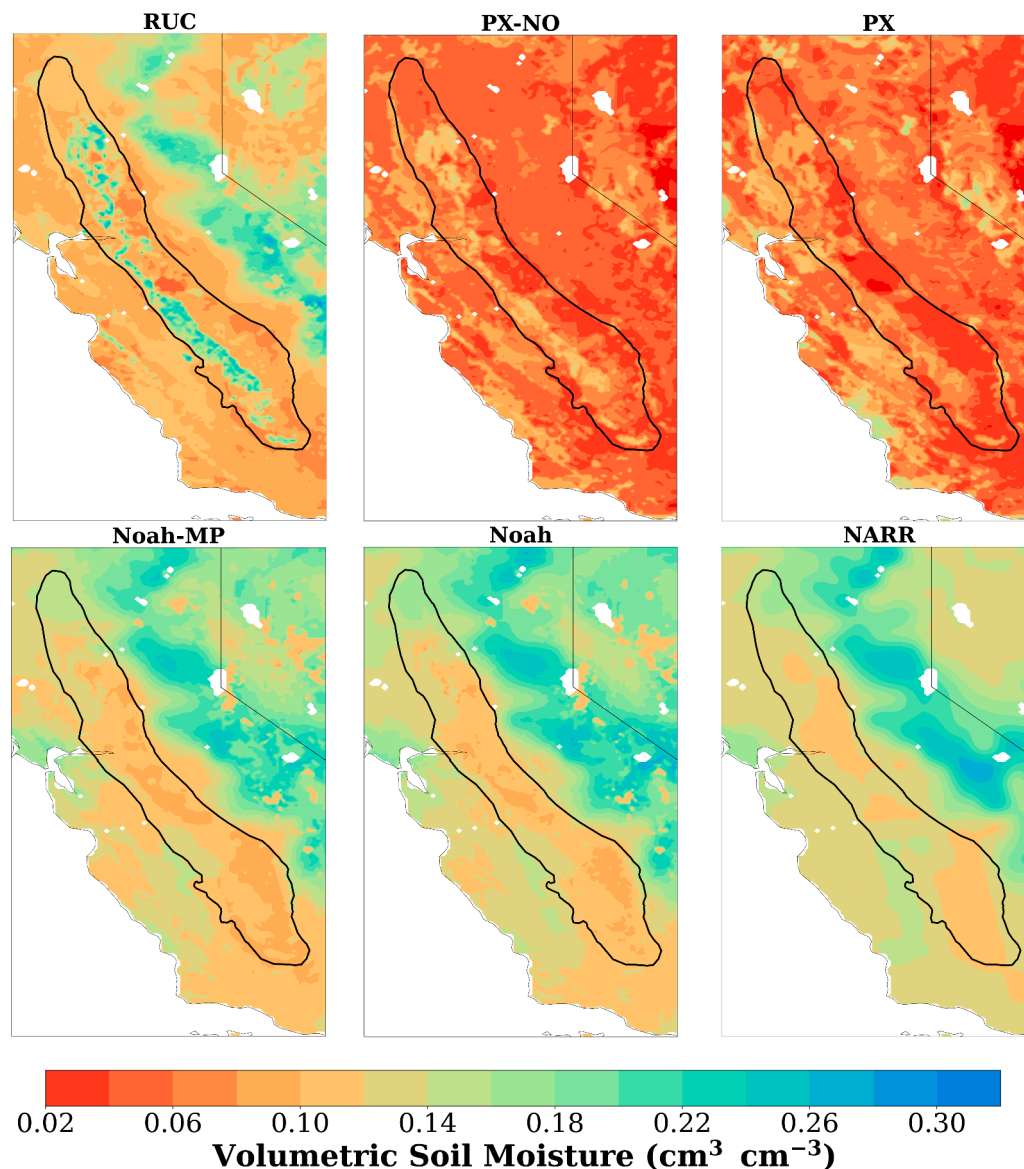 RUC PX-NO PX
Noah-MP Noah NARR
0.02 0.06 0.10 0.14 0.18 0.22 0.26 0.30
Volumetric Soil Moisture (cm³ cm⁻³)